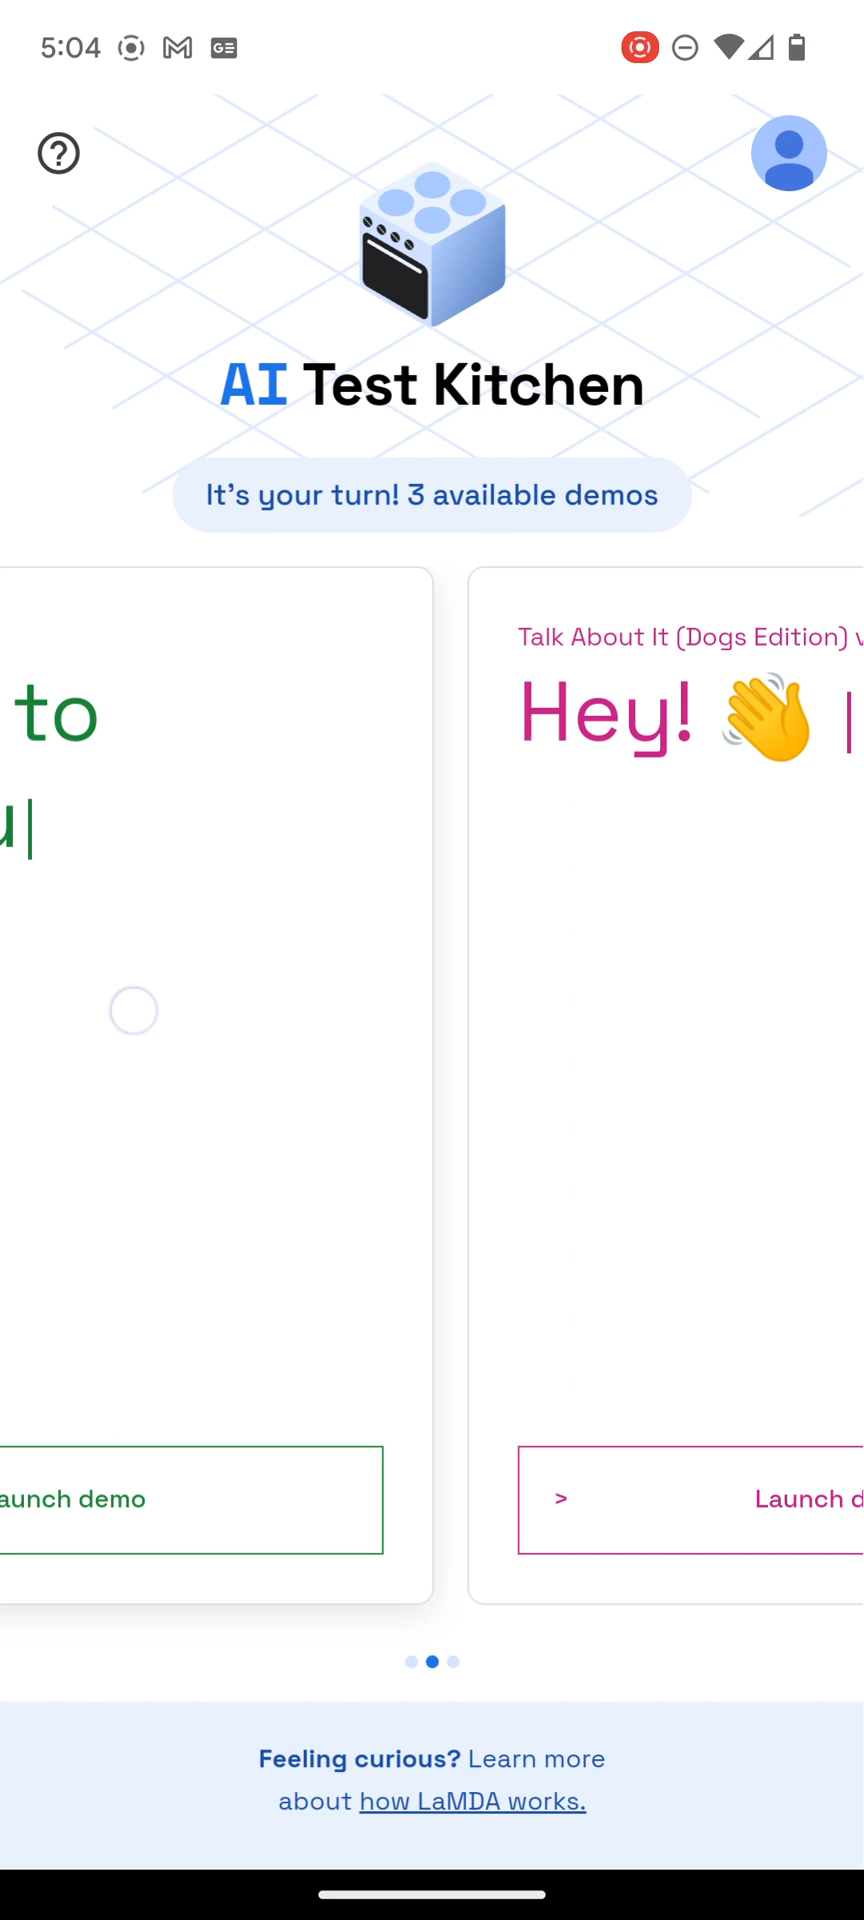 5:04
GE
AI Test Kitchen
It's your turn! 3 available demos
to
Talk About It (Dogs Edition)
Hey! 👋 |
u|
aunch demo
> Launch d
Feeling curious? Learn more
about how LaMDA works.